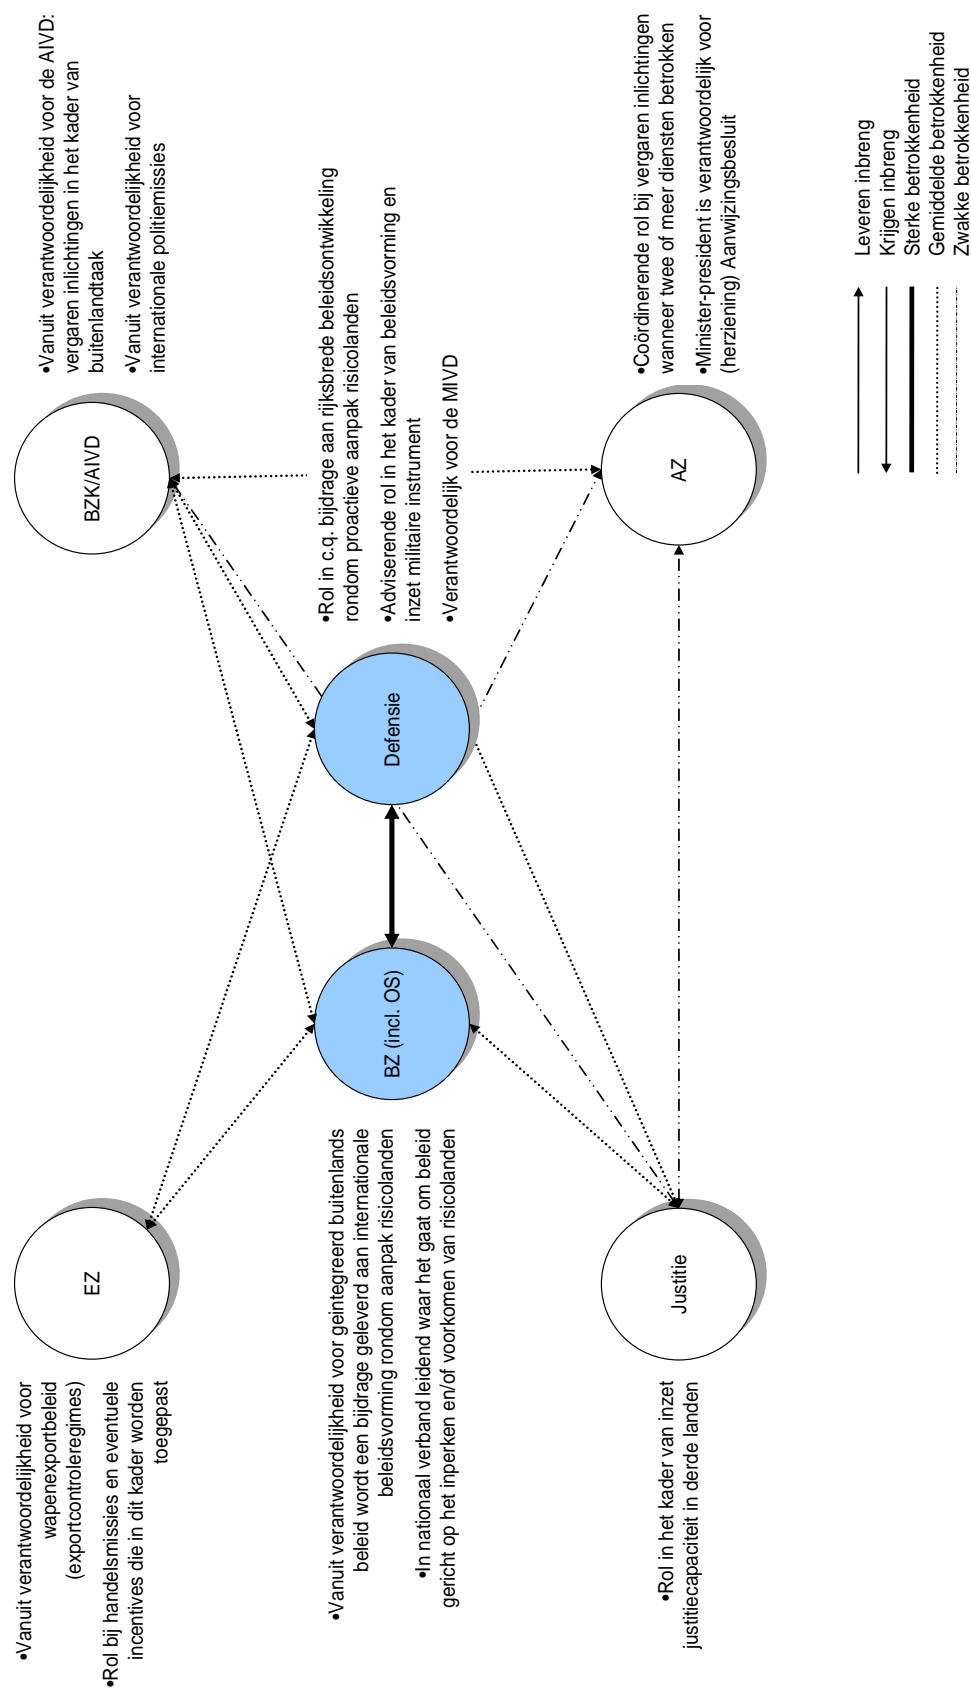 •Vanuit verantwoordelijkheid voor
wapenexportbeleid
(exportcontroleregimes)
•Rol bij handelsmissies en eventuele
incentives die in dit kader worden
toegepast
EZ
BZK/AIVD
•Vanuit verantwoordelijkheid voor de AIVD:
vergaren inlichtingen in het kader van
buitenlandtaak
•Vanuit verantwoordelijkheid voor
internationale politiemissies
•Vanuit verantwoordelijkheid voor geintegreerd buitenlands
beleid wordt een bijdrage geleverd aan internationale
beleidsvorming rondom aanpak risicolanden
•In nationaal verband leidend waar het gaat om beleid
gericht op het inperken en/of voorkomen van risicolanden
BZ (incl. OS)
Defensie
•Rol in c.q. bijdrage aan rijksbrede beleidsontwikkeling
rondom proactieve aanpak risicolanden
•Adviserende rol in het kader van beleidsvorming en
inzet militaire instrument
•Verantwoordelijk voor de MIVD
•Rol in het kader van inzet
justitiecapaciteit in derde landen
Justitie
AZ
•Coördinerende rol bij vergaren inlichtingen
wanneer twee of meer diensten betrokken
•Minister-president is verantwoordelijk voor
(herziening) Aanwijzingsbesluit
Leveren inbreng
Krijgen inbreng
Sterke betrokkenheid
Gemiddelde betrokkenheid
Zwakke betrokkenheid